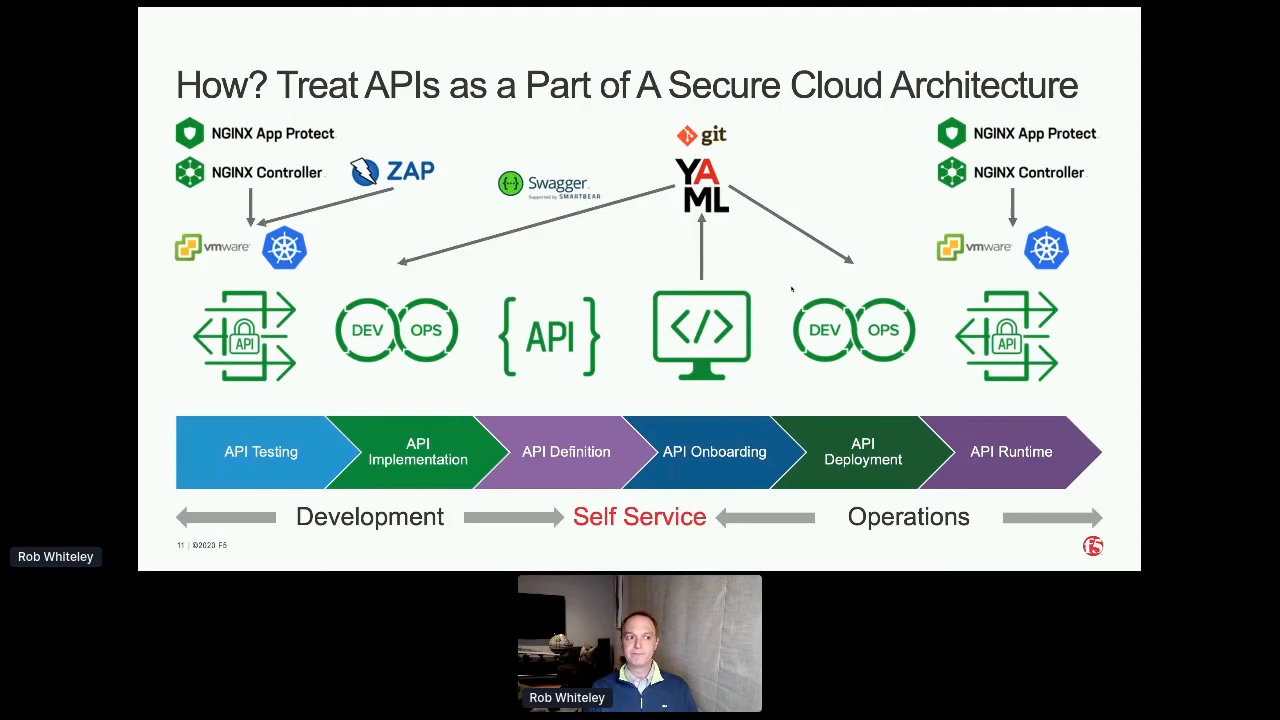 How? Treat APIs as a Part of A Secure Cloud Architecture
NGINX App Protect
NGINX Controller
ZAP
Swagger
Supported by SMARTBEAR
git
YA
ML
NGINX App Protect
NGINX Controller
vmware
vmware
API
DEV OPS
{API}
</>
DEV OPS
API
API Testing
API
Implementation
API Definition
API Onboarding
API
Deployment
API Runtime
Development
Self Service
Operations
11 | ©2020 F5
f5
Rob Whiteley
Rob Whiteley